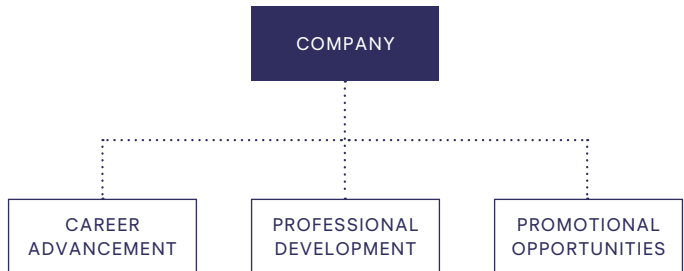 COMPANY
CAREER
ADVANCEMENT
PROFESSIONAL
DEVELOPMENT
PROMOTIONAL
OPPORTUNITIES